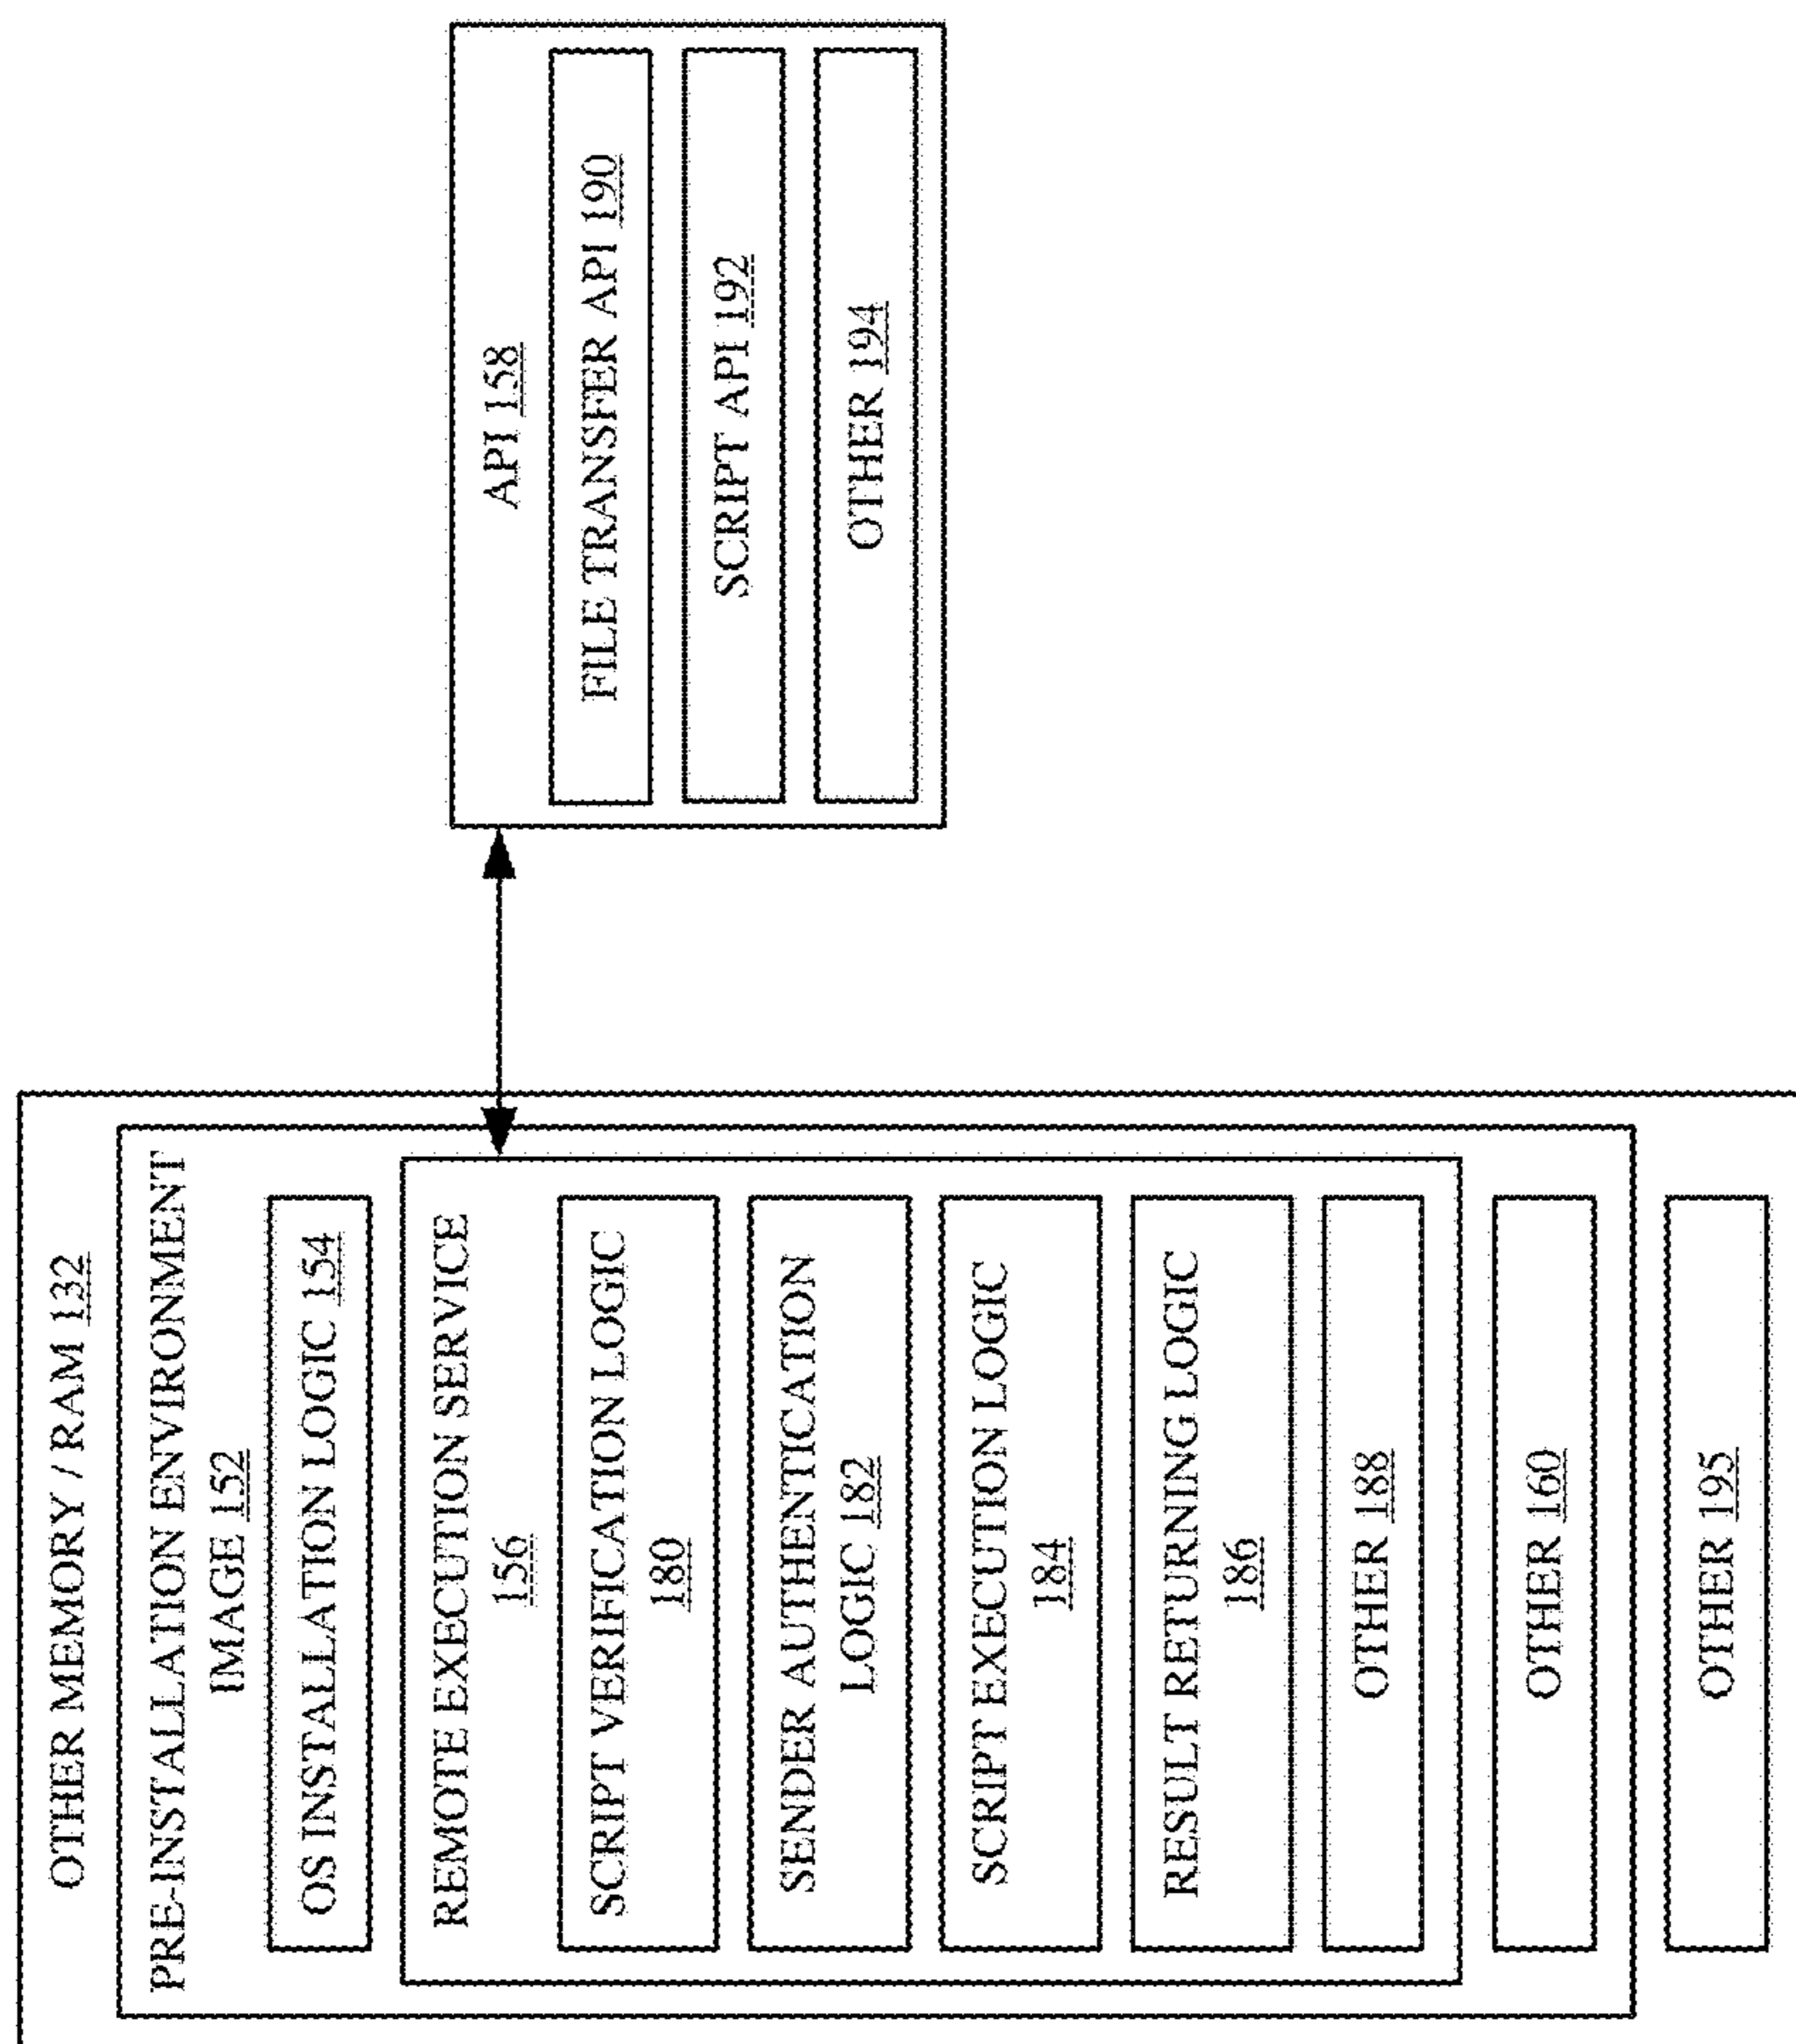 OTHER MEMORY / RAM 132
PRE-INSTALLATION ENVIRONMENT
IMAGE 152
OS INSTALLATION LOGIC 154
REMOTE EXECUTION SERVICE
156
SCRIPT VERIFICATION LOGIC
180
SENDER AUTHENTICATION
LOGIC 182
SCRIPT EXECUTION LOGIC
184
RESULT RETURNING LOGIC
186
OTHER 188
OTHER 160
OTHER 195
API 158
FILE TRANSFER API 190
SCRIPT API 192
OTHER 194